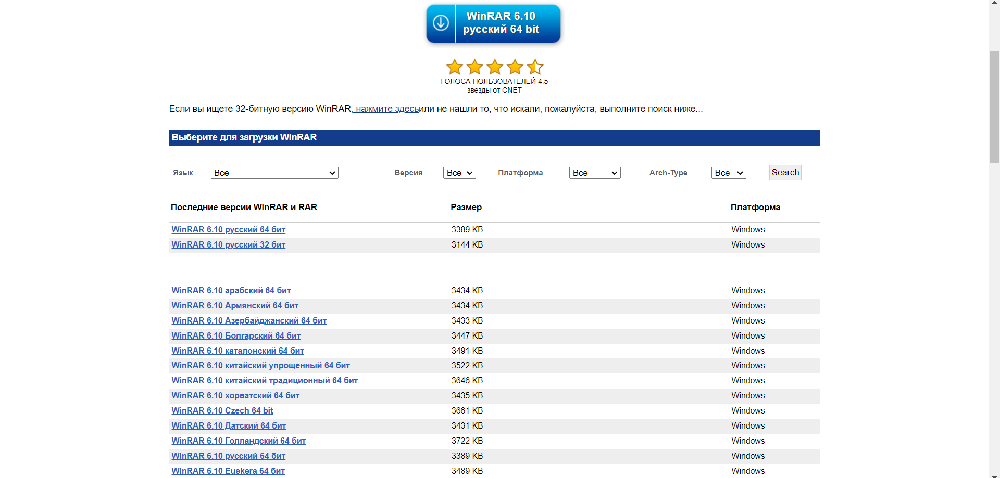 WinRAR 6.10
русский 64 bit
ГОЛОСА ПОЛЬЗОВАТЕЛЕЙ 4.5
звезды от CNET
Если вы ищете 32-битную версию WinRAR, нажмите здесьили не нашли то, что искали, пожалуйста, выполните поиск ниже...
Выберите для загрузки WinRAR
Язык Все Версия Все Платформа Все Arch-Type Все Search
Последние версии WinRAR и RAR Размер Платформа
WinRAR 6.10 русский 64 бит 3389 KB Windows
WinRAR 6.10 русский 32 бит 3144 KB Windows
WinRAR 6.10 арабский 64 бит 3434 KB Windows
WinRAR 6.10 Армянский 64 бит 3434 KB Windows
WinRAR 6.10 Азербайджанский 64 бит 3433 KB Windows
WinRAR 6.10 Болгарский 64 бит 3447 KB Windows
WinRAR 6.10 каталонский 64 бит 3491 KB Windows
WinRAR 6.10 китайский упрощенный 64 бит 3522 KB Windows
WinRAR 6.10 китайский традиционный 64 бит 3646 KB Windows
WinRAR 6.10 хорватский 64 бит 3435 KB Windows
WinRAR 6.10 Czech 64 bit 3661 KB Windows
WinRAR 6.10 Датский 64 бит 3431 KB Windows
WinRAR 6.10 Голландский 64 бит 3722 KB Windows
WinRAR 6.10 русский 64 бит 3389 KB Windows
WinRAR 6.10 Euskera 64 бит 3489 KB Windows